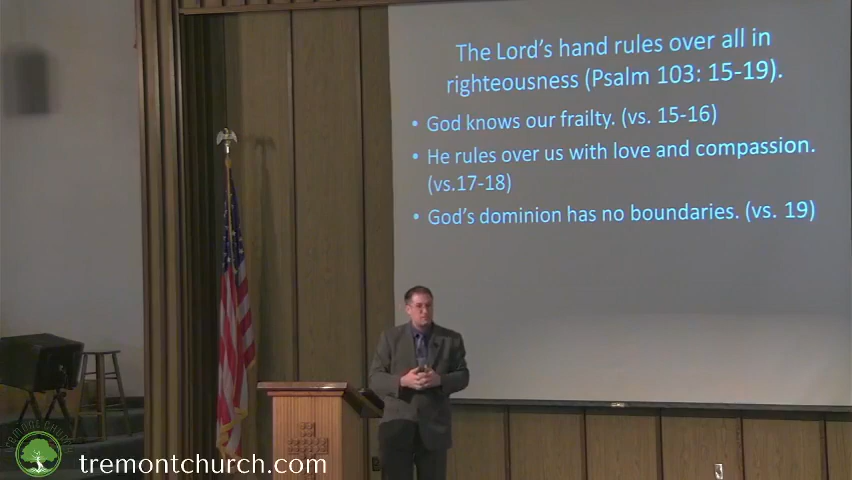 The Lord's hand rules over all in
righteousness (Psalm 103: 15-19).
• God knows our frailty. (vs. 15-16)
• He rules over us with love and compassion.
(vs.17-18)
• God's dominion has no boundaries. (vs. 19)
tremont church
tremontchurch.com